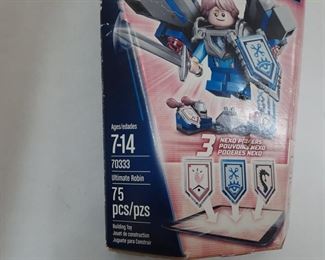 Ages/edades
7-14
70333
Ultimate Robin
75
pcs/pzs
Building Toy
Jouet de construction
Juguete para Construir
3 NEXO POWERS
POUVOIRS NEXO
PODERES NEXO